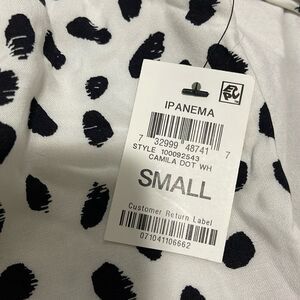 IPANEMA
7 32999 48741 7
STYLE 100092543
CAMILA DOT WH
SMALL
Customer Return Label
071041106662